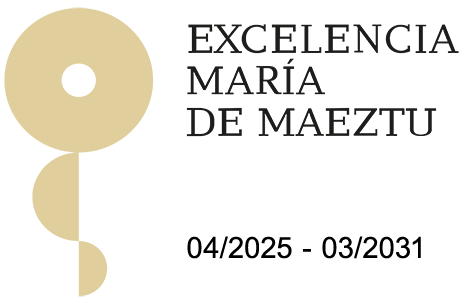 EXCELENCIA
MARÍA
DE MAEZTU
04/2025 - 03/2031